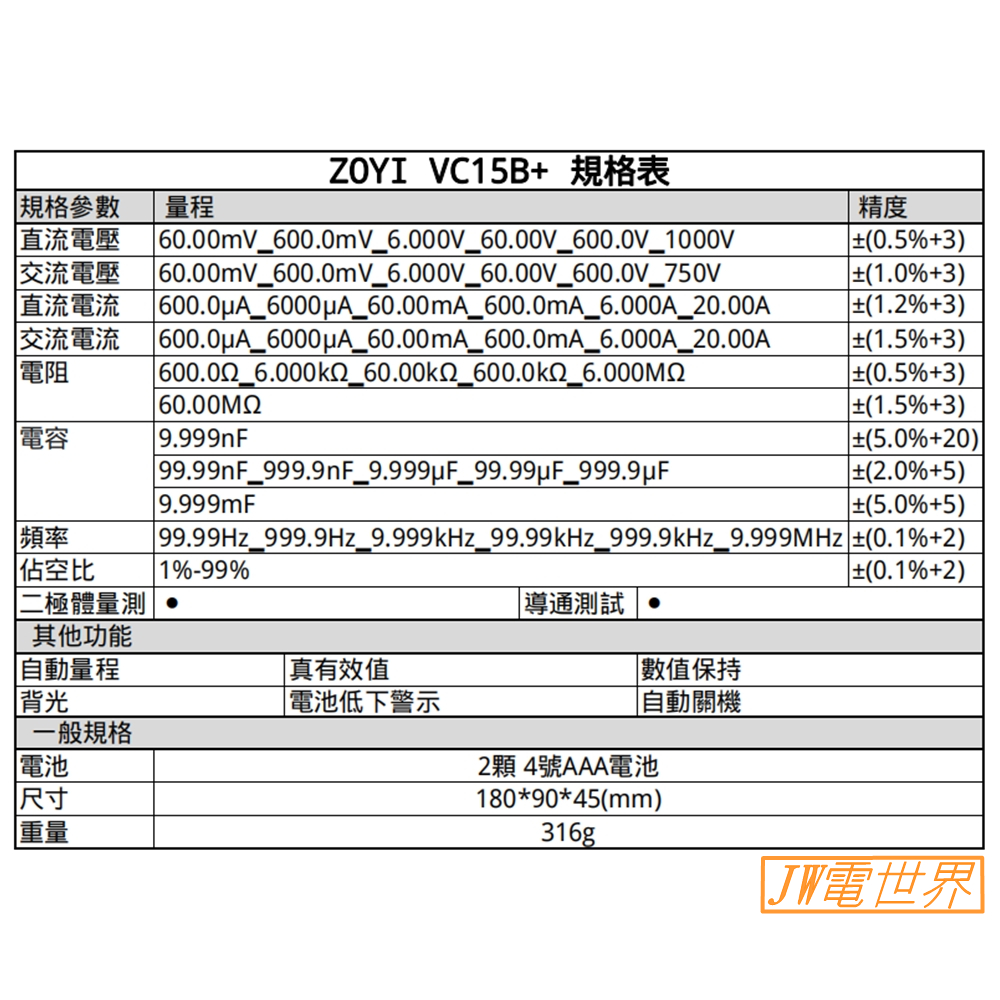 ZOYI VC15B+ 規格表
規格參數 量程 精度
直流電壓 60.00mV_600.0mV_6.000V_60.00V_600.0V_1000V ±(0.5%+3)
交流電壓 60.00mV_600.0mV_6.000V_60.00V_600.0V_750V ±(1.0%+3)
直流電流 600.0μA_6000μA_60.00mA_600.0mA_6.000A_20.00A ±(1.2%+3)
交流電流 600.0μA_6000μA_60.00mA_600.0mA_6.000A_20.00A ±(1.5%+3)
電阻 600.0Ω_6.000kΩ_60.00kΩ_600.0kΩ_6.000MΩ ±(0.5%+3)
60.00MΩ ±(1.5%+3)
電容 9.999nF ±(5.0%+20)
99.99nF_999.9nF_9.999μF_99.99μF_999.9μF ±(2.0%+5)
9.999mF ±(5.0%+5)
頻率 99.99Hz_999.9Hz_9.999kHz_99.99kHz_999.9kHz_9.999MHz ±(0.1%+2)
佔空比 1%-99% ±(0.1%+2)
二極體量測 ● 導通測試 ●
其他功能
自動量程 真有效值 數值保持
背光 電池低下警示 自動關機
一般規格
電池 2顆 4號AAA電池
尺寸 180*90*45(mm)
重量 316g
JW電世界